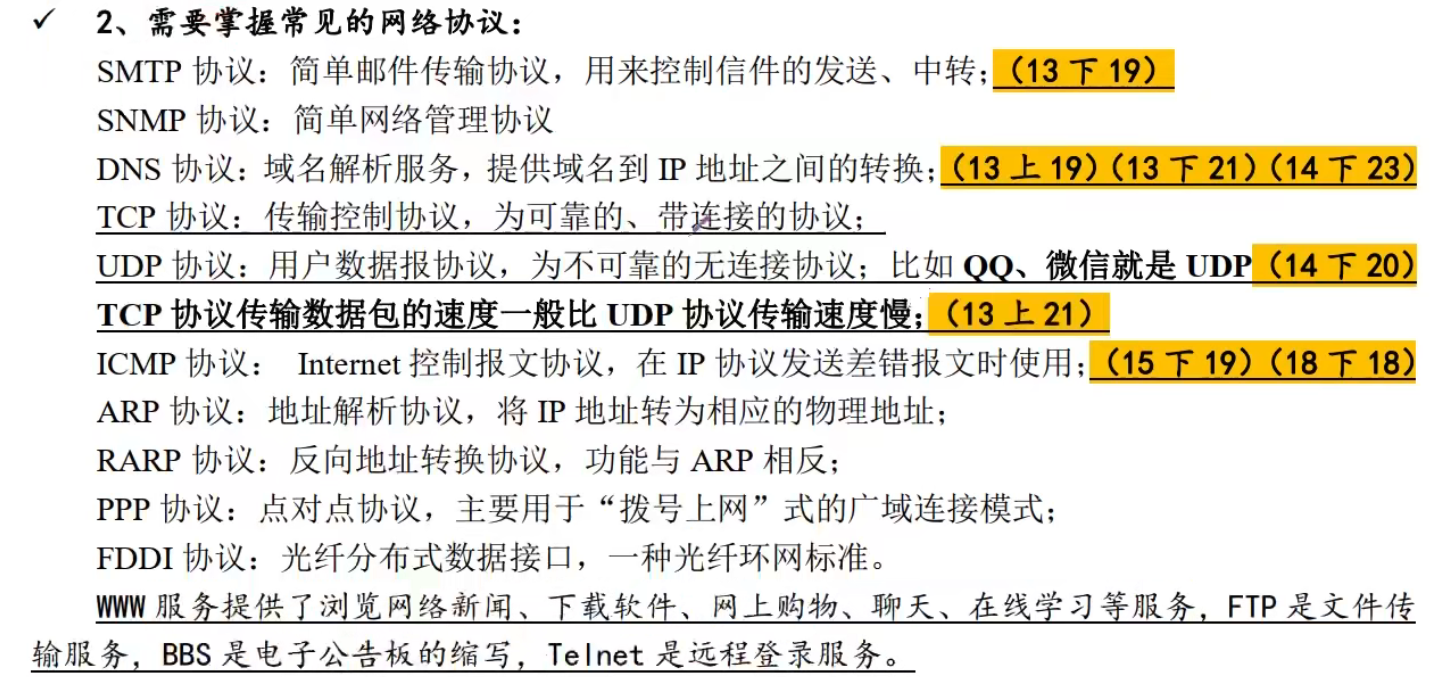 ✓ 2、需要掌握常见的网络协议：
SMTP 协议：简单邮件传输协议，用来控制信件的发送、中转；（13 下 19）
SNMP 协议：简单网络管理协议
DNS 协议：域名解析服务，提供域名到 IP 地址之间的转换；（13 上 19）（13 下 21）（14 下 23）
TCP 协议：传输控制协议，为可靠的、带连接的协议；
UDP 协议：用户数据报协议，为不可靠的无连接协议；比如 QQ、微信就是 UDP（14 下 20）
TCP 协议传输数据包的速度一般比 UDP 协议传输速度慢；（13 上 21）
ICMP 协议： Internet 控制报文协议，在 IP 协议发送差错报文时使用；（15 下 19）（18 下 18）
ARP 协议：地址解析协议，将 IP 地址转为相应的物理地址；
RARP 协议：反向地址转换协议，功能与 ARP 相反；
PPP 协议：点对点协议，主要用于“拨号上网”式的广域连接模式；
FDDI 协议：光纤分布式数据接口，一种光纤环网标准。
WWW 服务提供了浏览网络新闻、下载软件、网上购物、聊天、在线学习等服务，FTP 是文件传
输服务，BBS 是电子公告板的缩写，Telnet 是远程登录服务。